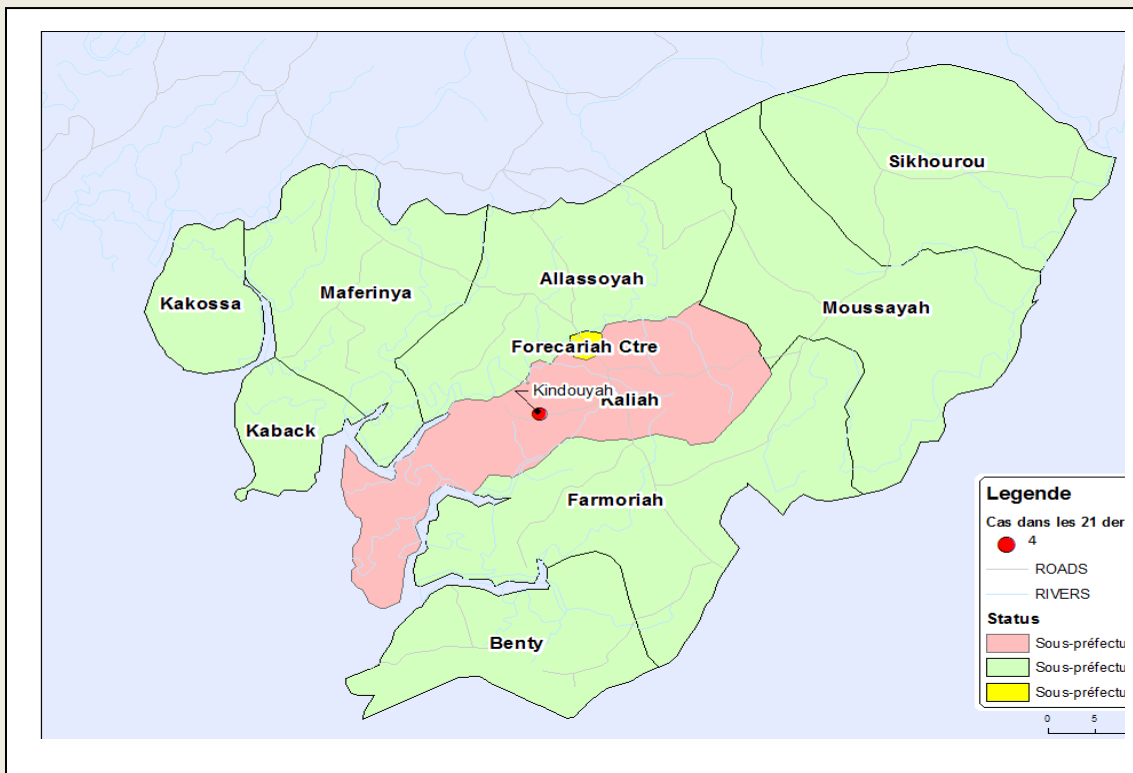 Sikhourou
Allassoyah
Maferinya
Kakossa
Moussayah
Forecariah Ctre
Kindouyah
Kaliah
Kaback
Farmoriah
Benty
Legende
Cas dans les 21 der
4
ROADS
RIVERS
Status
Sous-préfectu
Sous-préfectu
Sous-préfectu
0 5